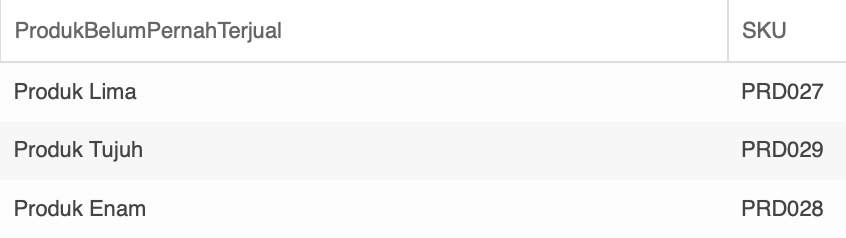 ProdukBelumPernahTerjual SKU
Produk Lima PRD027
Produk Tujuh PRD029
Produk Enam PRD028